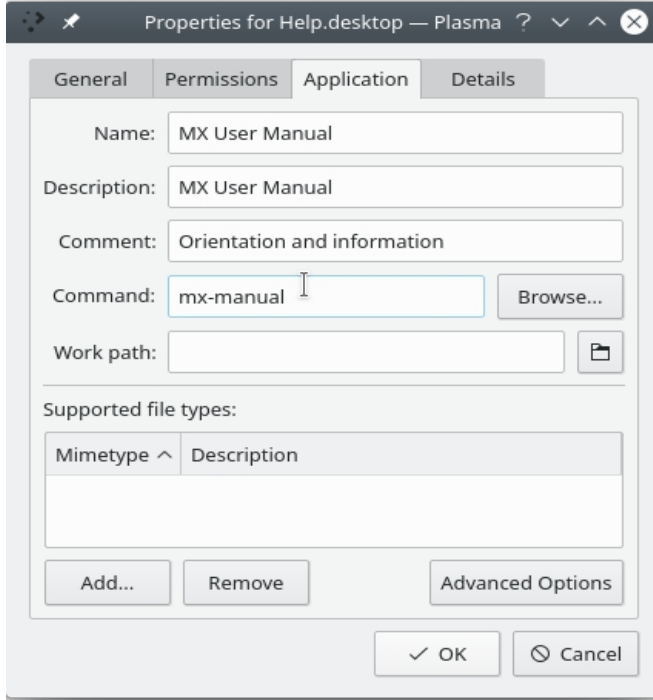 Properties for Help.desktop — Plasma ?
General Permissions Application Details
Name: MX User Manual
Description: MX User Manual
Comment: Orientation and information
Command: mx-manual Browse...
Work path:
Supported file types:
Mimetype Description
Add... Remove Advanced Options
OK Cancel